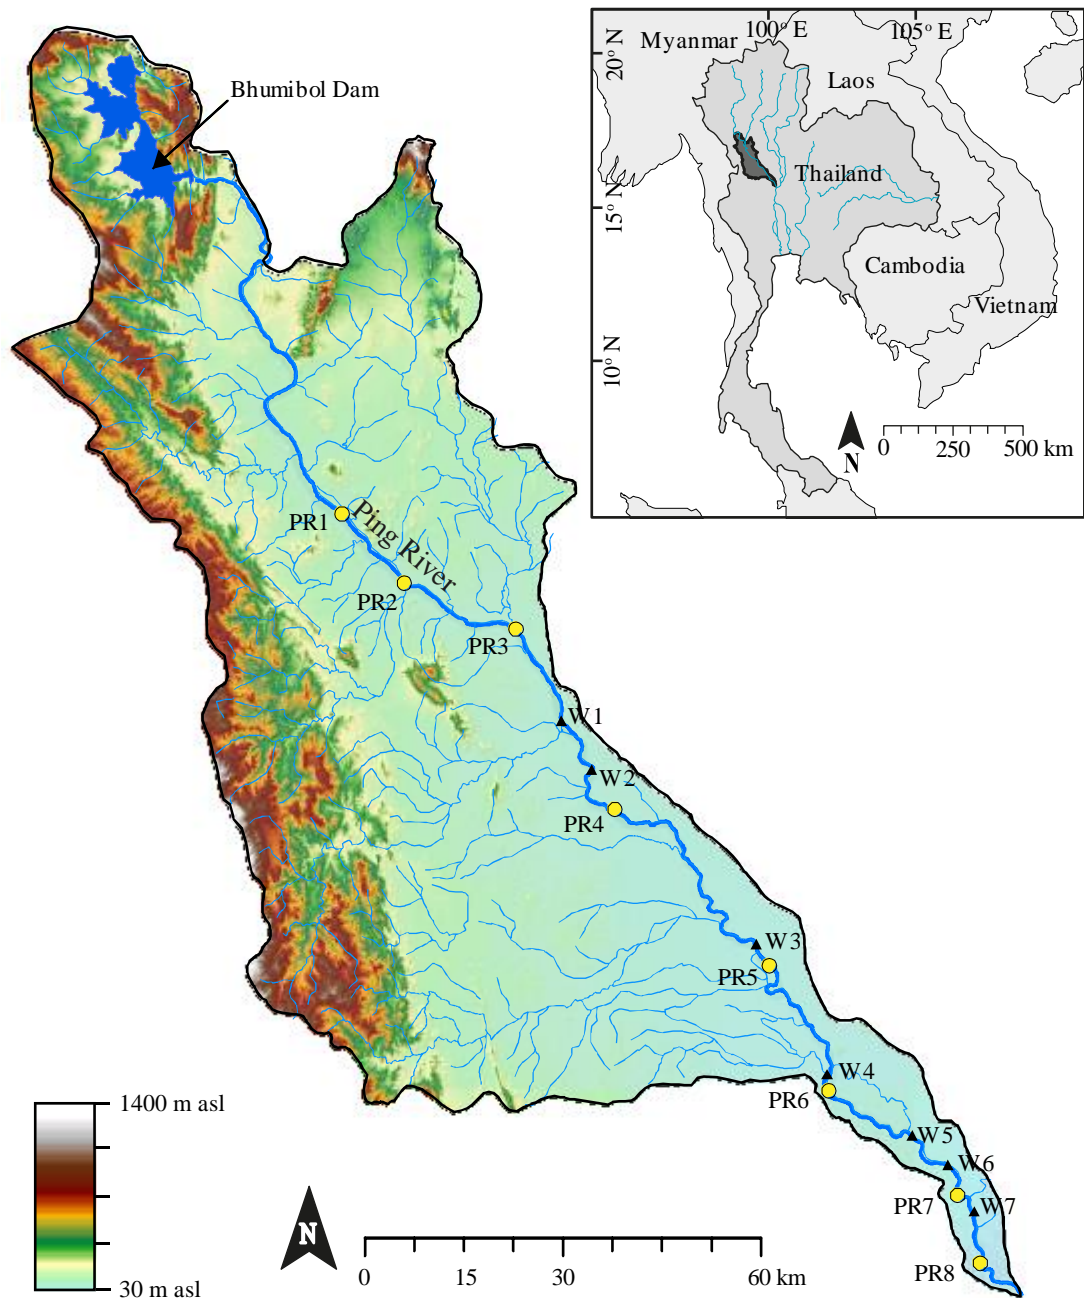 Bhumibol Dam
100° E
105° E
20° N
15° N
10° N
Myanmar
Laos
Thailand
Cambodia
Vietnam
N
0 250 500 km
PR1
Ping River
PR2
PR3
W1
W2
PR4
W3
PR5
W4
PR6
W5
W6
PR7
W7
PR8
1400 m asl
30 m asl
N
0 15 30 60 km